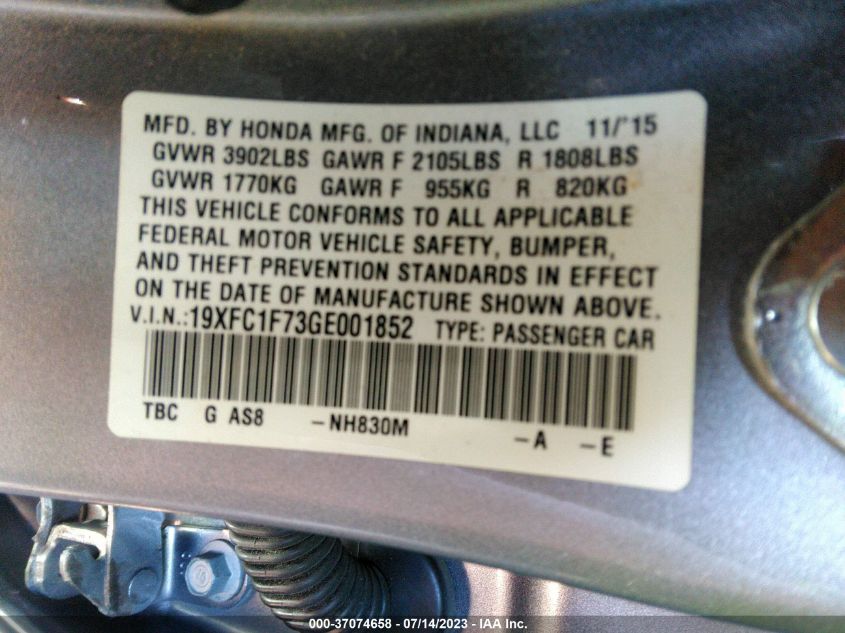 MFD. BY HONDA MFG. OF INDIANA, LLC 11/'15
GVWR 3902LBS GAWR F 2105LBS R 1808LBS
GVWR 1770KG GAWR F 955KG R 820KG
THIS VEHICLE CONFORMS TO ALL APPLICABLE
FEDERAL MOTOR VEHICLE SAFETY, BUMPER,
AND THEFT PREVENTION STANDARDS IN EFFECT
ON THE DATE OF MANUFACTURE SHOWN ABOVE.
V.I.N.:19XFC1F73GE001852 TYPE: PASSENGER CAR
TBC G AS8 -NH830M -A -E
000-37074658 / 07/14/2023 - IAA Inc.